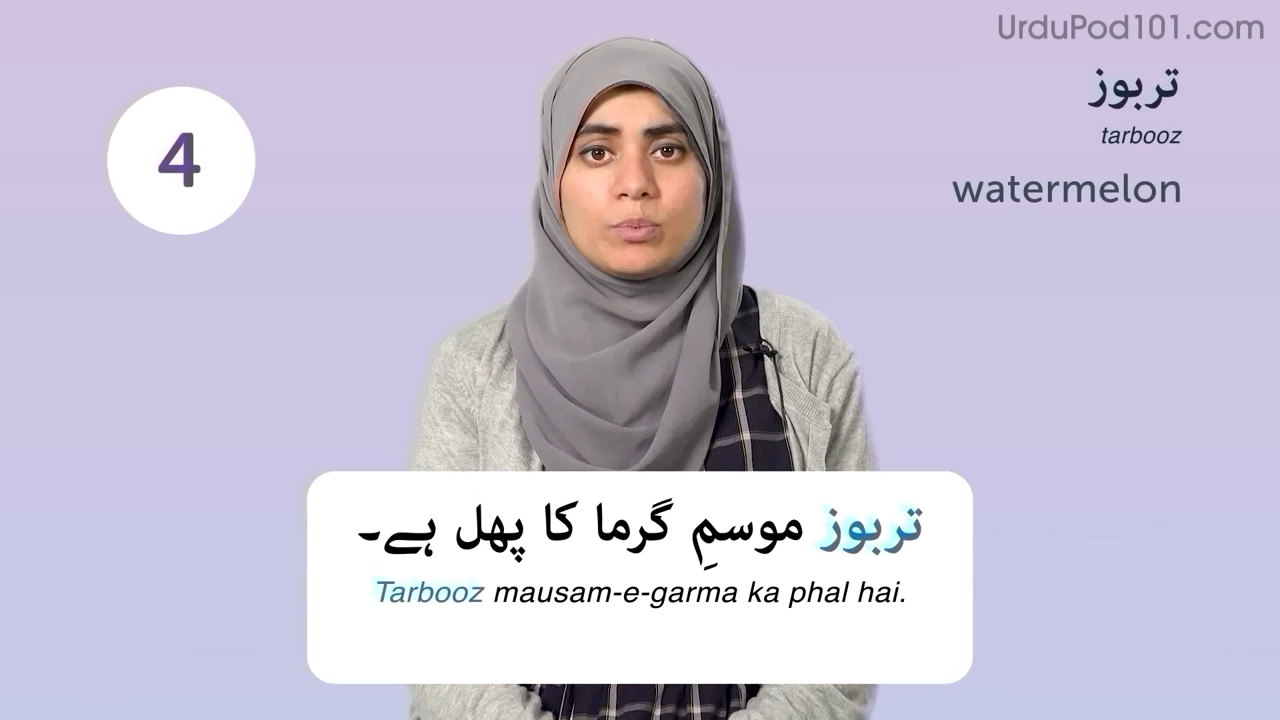 UrduPod101.com
4
تربوز
tarbooz
watermelon
تربوز موسمِ گرما کا پھل ہے۔
Tarbooz mausam-e-garma ka phal hai.